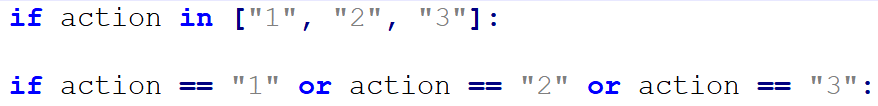 if action in ["1", "2", "3"]:
if action == "1" or action == "2" or action == "3":